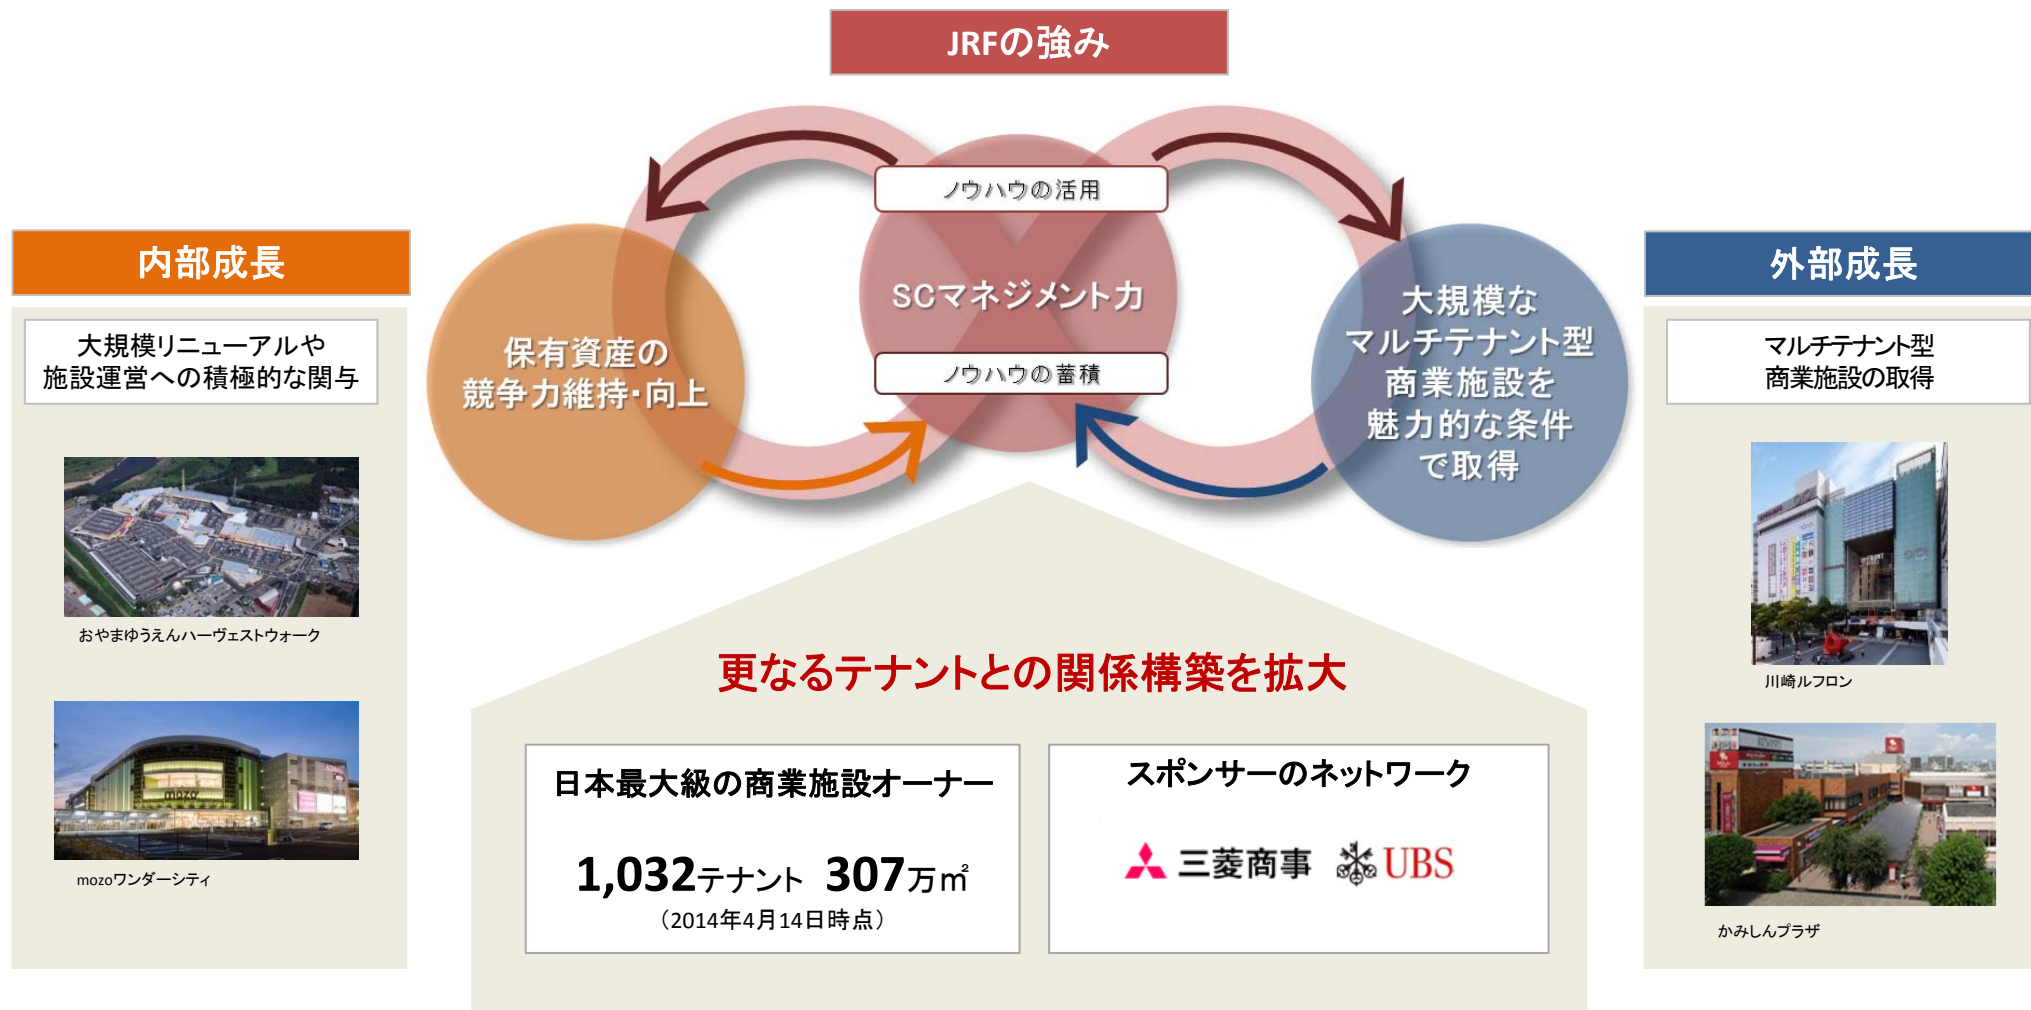 JRFの強み
ノウハウの活用
SCマネジメント力
ノウハウの蓄積
内部成長
大規模リニューアルや
施設運営への積極的な関与
おやまゆうえんハーヴェストウォーク
mozo
mozoワンダーシティ
保有資産の
競争力維持・向上
大規模な
マルチテナント型
商業施設を
魅力的な条件
で取得
外部成長
マルチテナント型
商業施設の取得
川崎ルフロン
かみしんプラザ
更なるテナントとの関係構築を拡大
日本最大級の商業施設オーナー
1,032テナント 307万㎡
（2014年4月14日時点）
スポンサーのネットワーク
三菱商事 UBS